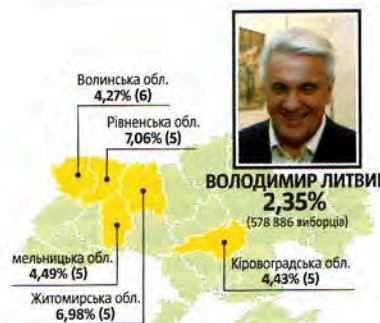 Волинська обл.
4,27% (6)
Рівненська обл.
7,06% (5)
ВОЛОДИМИР ЛИТВИ
2,35%
(578 886 виборців)
мельницька обл.
4,49% (5)
Житомирська обл.
6,98% (5)
Кіровоградська обл.
4,43% (5)